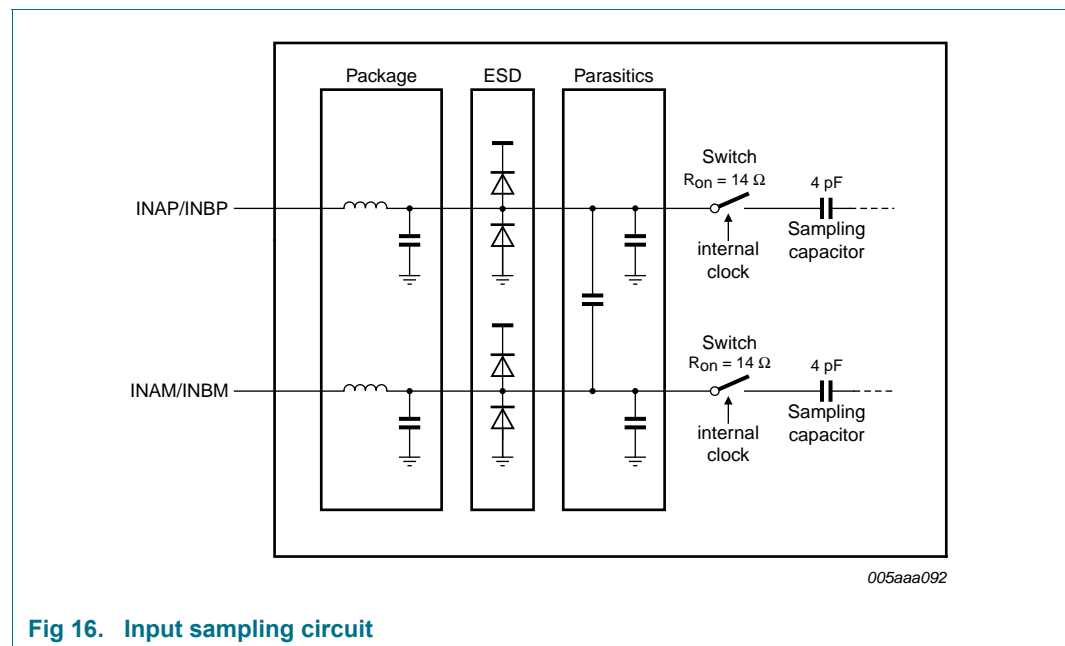 Package
ESD
Parasitics
INAP/INBP
Switch
Ron = 14 Ω
internal
clock
4 pF
Sampling
capacitor
INAM/INBM
Switch
Ron = 14 Ω
internal
clock
4 pF
Sampling
capacitor
005aaa092
Fig 16. Input sampling circuit